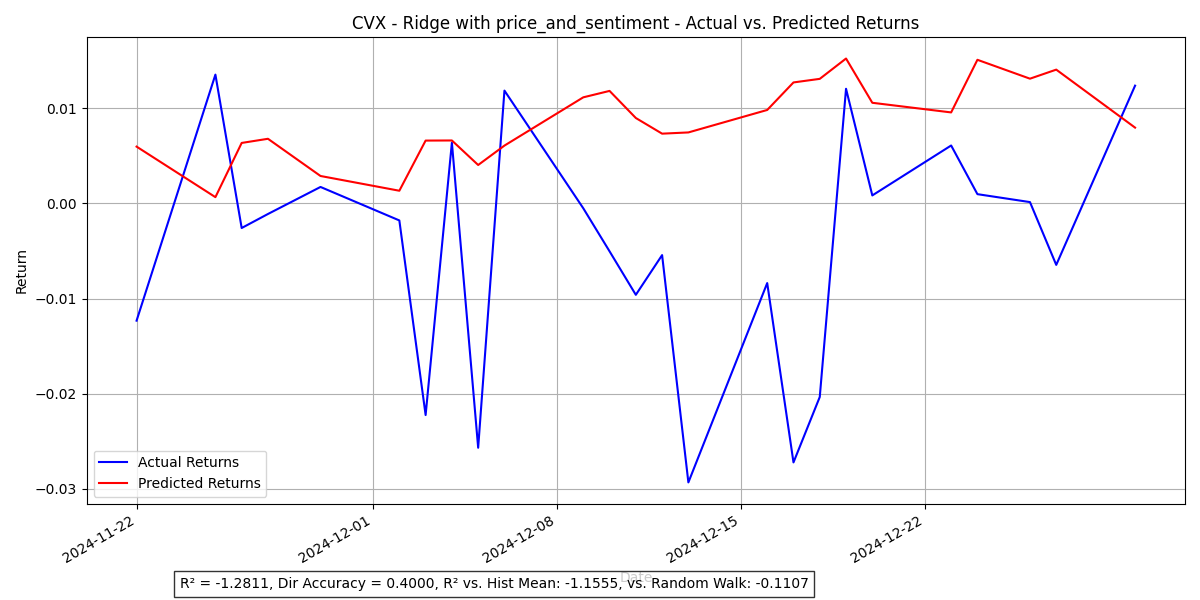 CVX - Ridge with price_and_sentiment - Actual vs. Predicted Returns
0.01
0.00
−0.01
−0.02
−0.03
Return
Actual Returns
Predicted Returns
2024-11-22
2024-12-01
2024-12-08
2024-12-15
2024-12-22
Date
R² = -1.2811, Dir Accuracy = 0.4000, R² vs. Hist Mean: -1.1555, vs. Random Walk: -0.1107